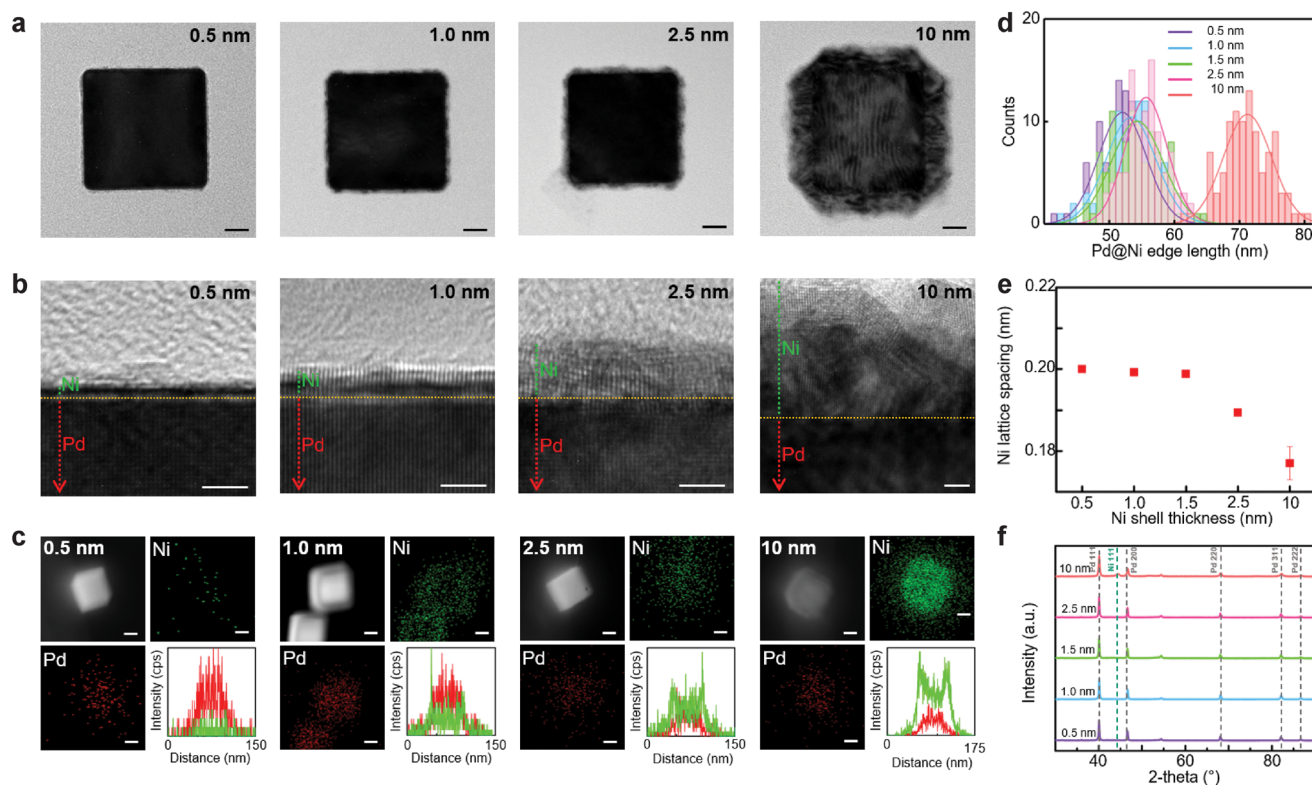 a
0.5 nm
1.0 nm
2.5 nm
10 nm
b
0.5 nm
1.0 nm
2.5 nm
10 nm
Ni
Ni
Ni
Ni
Pd
Pd
Pd
Pd
c
0.5 nm
Ni
1.0 nm
Ni
2.5 nm
Ni
10 nm
Ni
Pd
Pd
Pd
Pd
Intensity (cps)
0
150
Distance (nm)
Intensity (cps)
0
150
Distance (nm)
Intensity (cps)
0
150
Distance (nm)
Intensity (cps)
0
175
Distance (nm)
d
20
10
0
Counts
0.5 nm
1.0 nm
1.5 nm
2.5 nm
10 nm
50 60 70 80
Pd@Ni edge length (nm)
e
0.22
0.20
0.18
Ni lattice spacing (nm)
0.5 1.0 1.5 2.5 10
Ni shell thickness (nm)
f
Pd 111
Ni 111
Pd 200
Pd 220
Pd 311
Pd 222
10 nm
2.5 nm
1.5 nm
1.0 nm
0.5 nm
Intensity (a.u.)
40 60 80
2-theta (°)